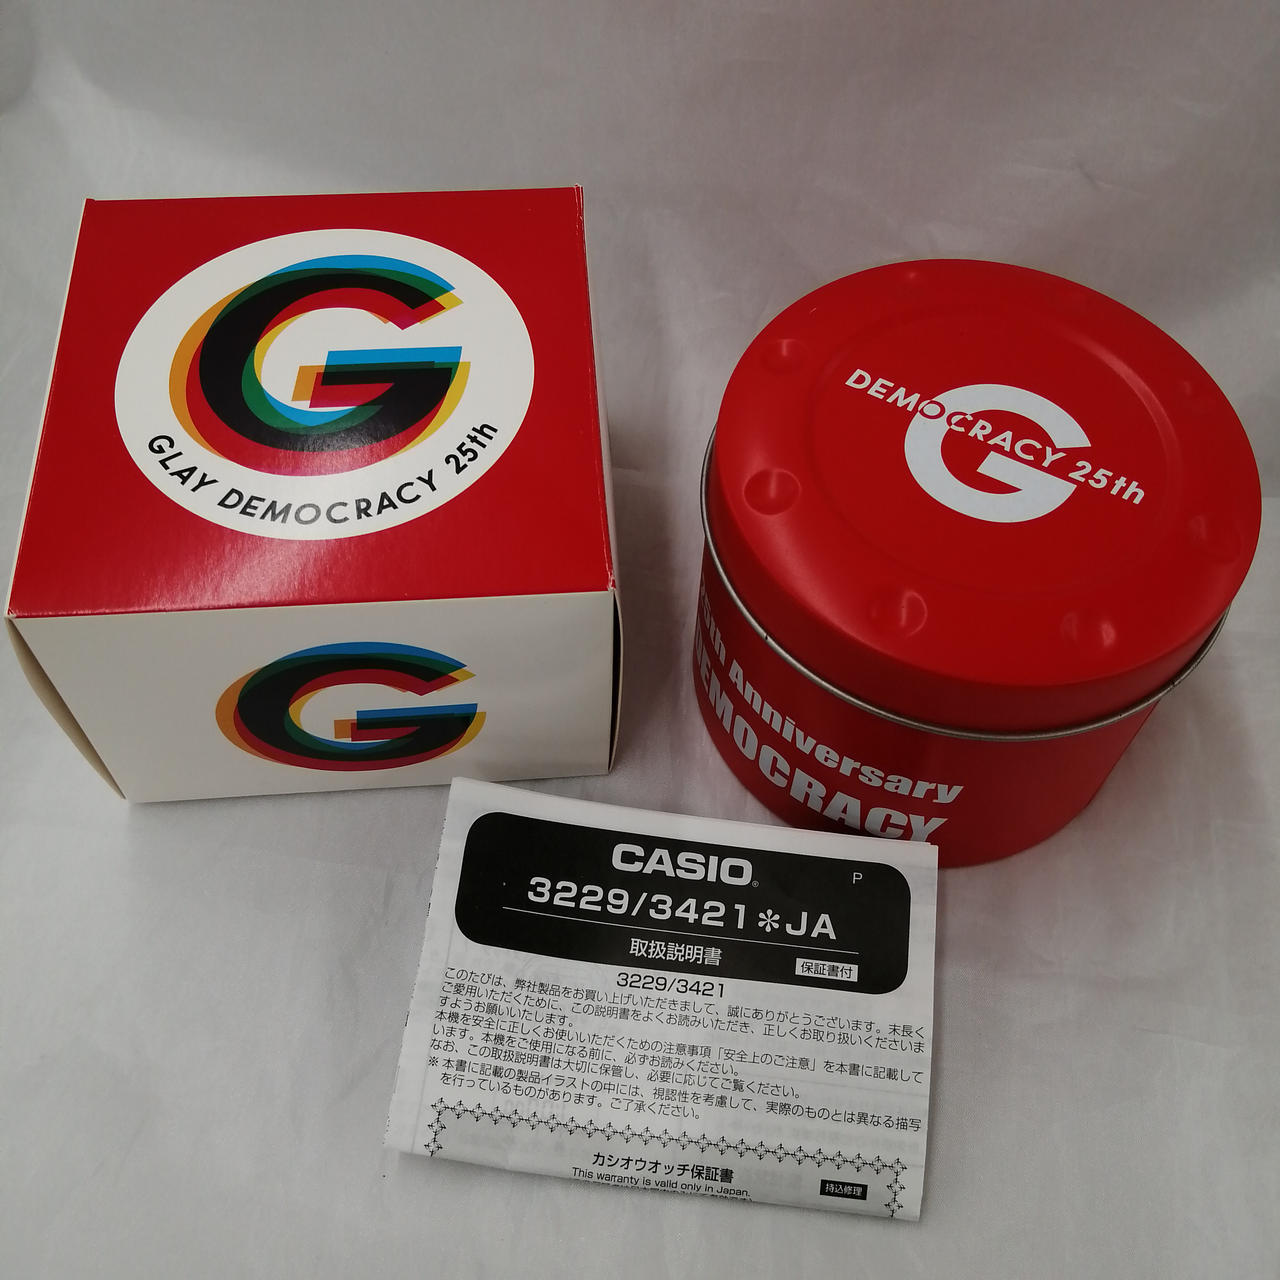 G
GLAY DEMOCRACY 25th
G
DEMOCRACY 25th
G
25th Anniversary
DEMOCRACY
CASIO®
P
3229/3421✻JA
取扱説明書
保証書付
3229/3421
このたびは、弊社製品をお買い上げいただきまして、誠にありがとうございます。末長く
ご愛用いただくために、この説明書をよくお読みいただき、正しくお取り扱いくださいま
すようお願いいたします。
本機を安全に正しくお使いいただくための注意事項「安全上のご注意」を本書に記載して
います。本機をご使用になる前に、必ずお読みください。
なお、この取扱説明書は大切に保管し、必要に応じてご覧ください。
※ 本書に記載の製品イラストの中には、視認性を考慮して、実際のものとは異なる描写
を行っているものがあります。ご了承ください。
カシオウオッチ保証書
This warranty is valid only in Japan.
持込修理